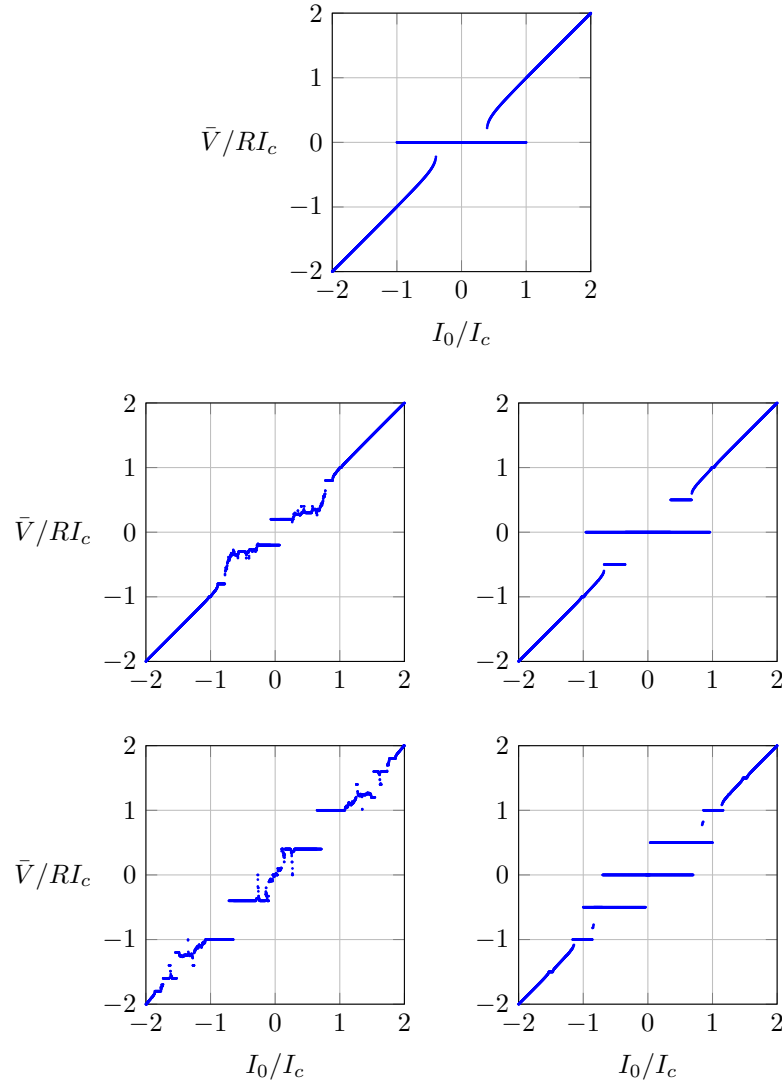 2
1
V̄/RI_c 0
−1
−2
−2 −1 0 1 2
I_0/I_c
2 2
1 1
V̄/RI_c 0 0
−1 −1
−2 −2
−2 −1 0 1 2 −2 −1 0 1 2
2 2
1 1
V̄/RI_c 0 0
−1 −1
−2 −2
−2 −1 0 1 2 −2 −1 0 1 2
I_0/I_c I_0/I_c